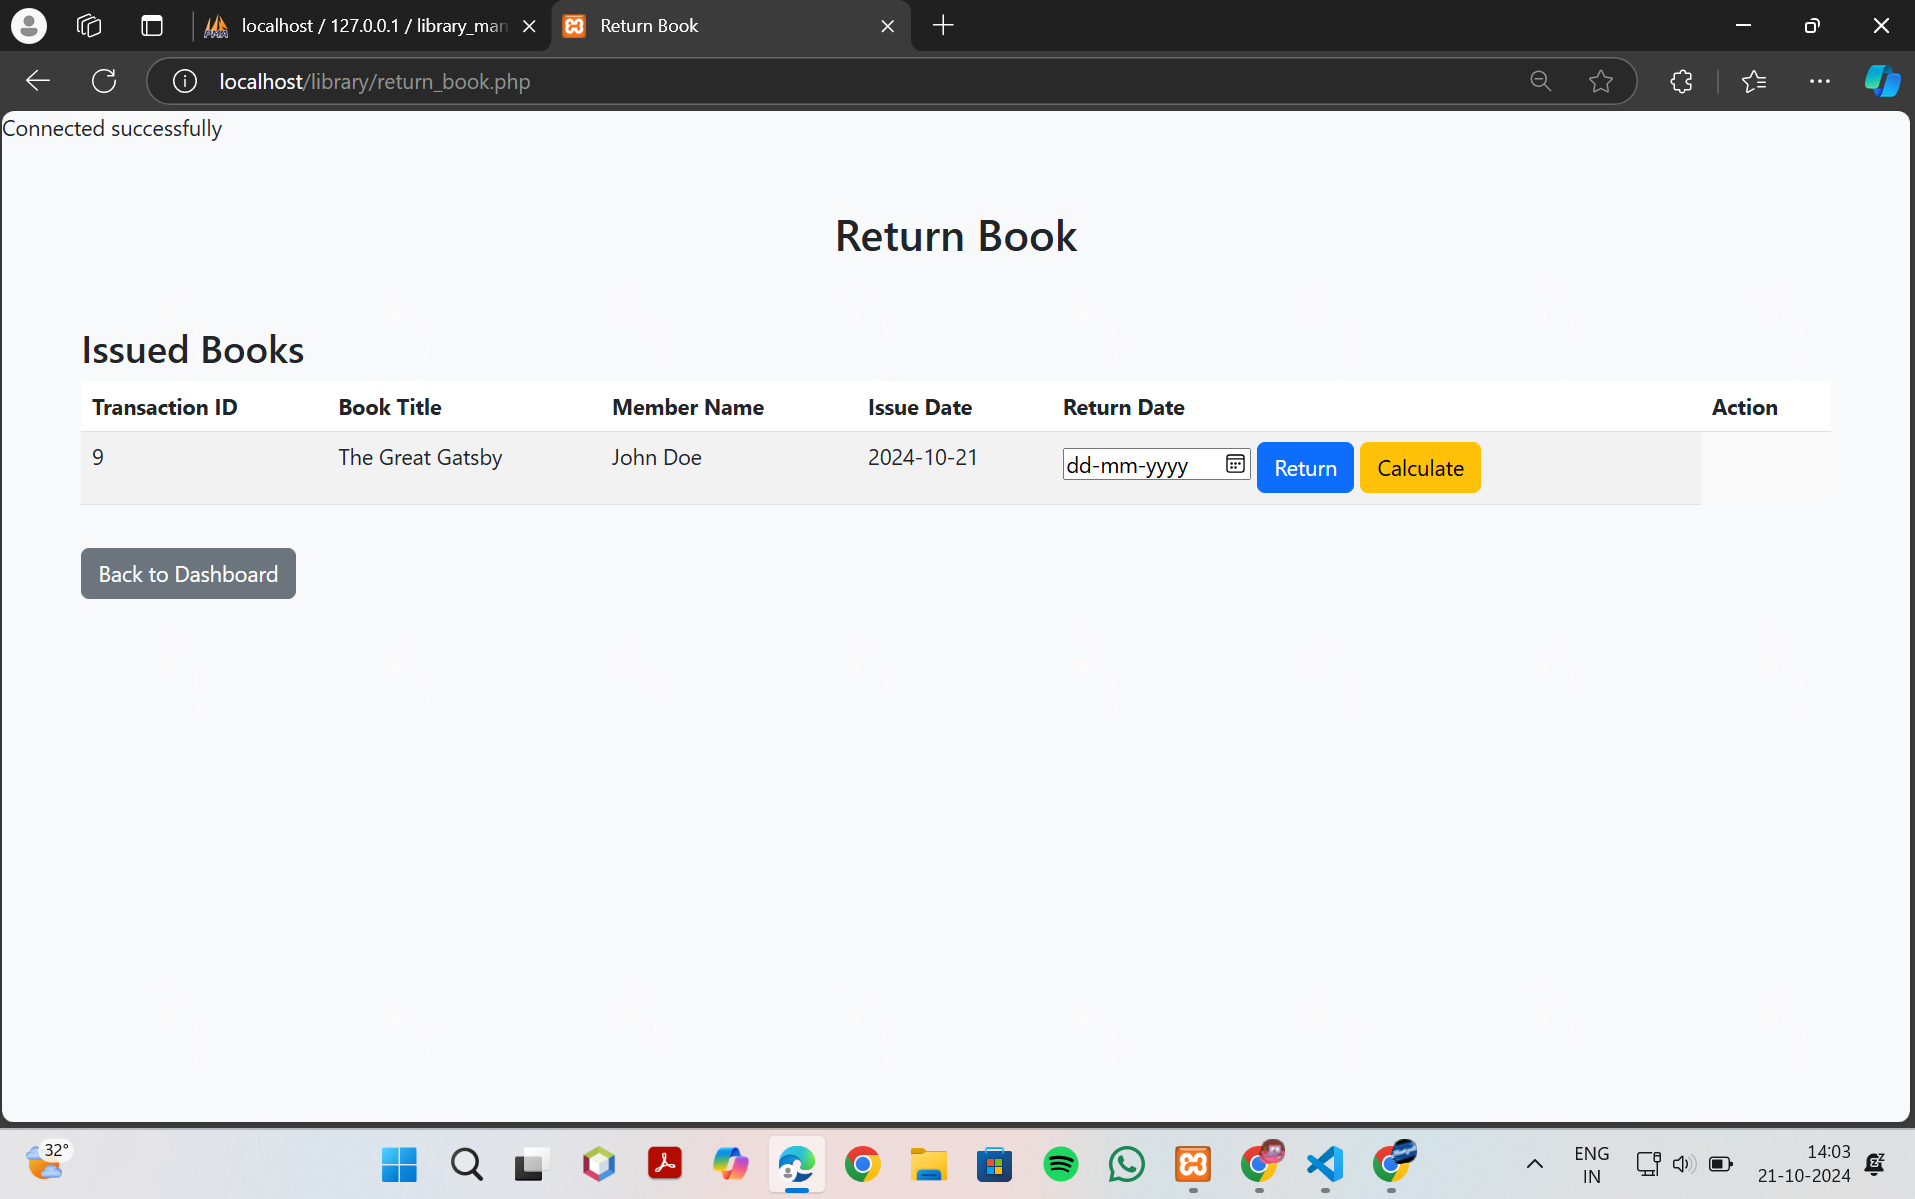 localhost / 127.0.0.1 / library_man
Return Book
localhost/library/return_book.php
Connected successfully
Return Book
Issued Books
Transaction ID Book Title Member Name Issue Date Return Date Action
9 The Great Gatsby John Doe 2024-10-21 dd-mm-yyyy Return Calculate
Back to Dashboard
32°
ENG
IN
14:03
21-10-2024